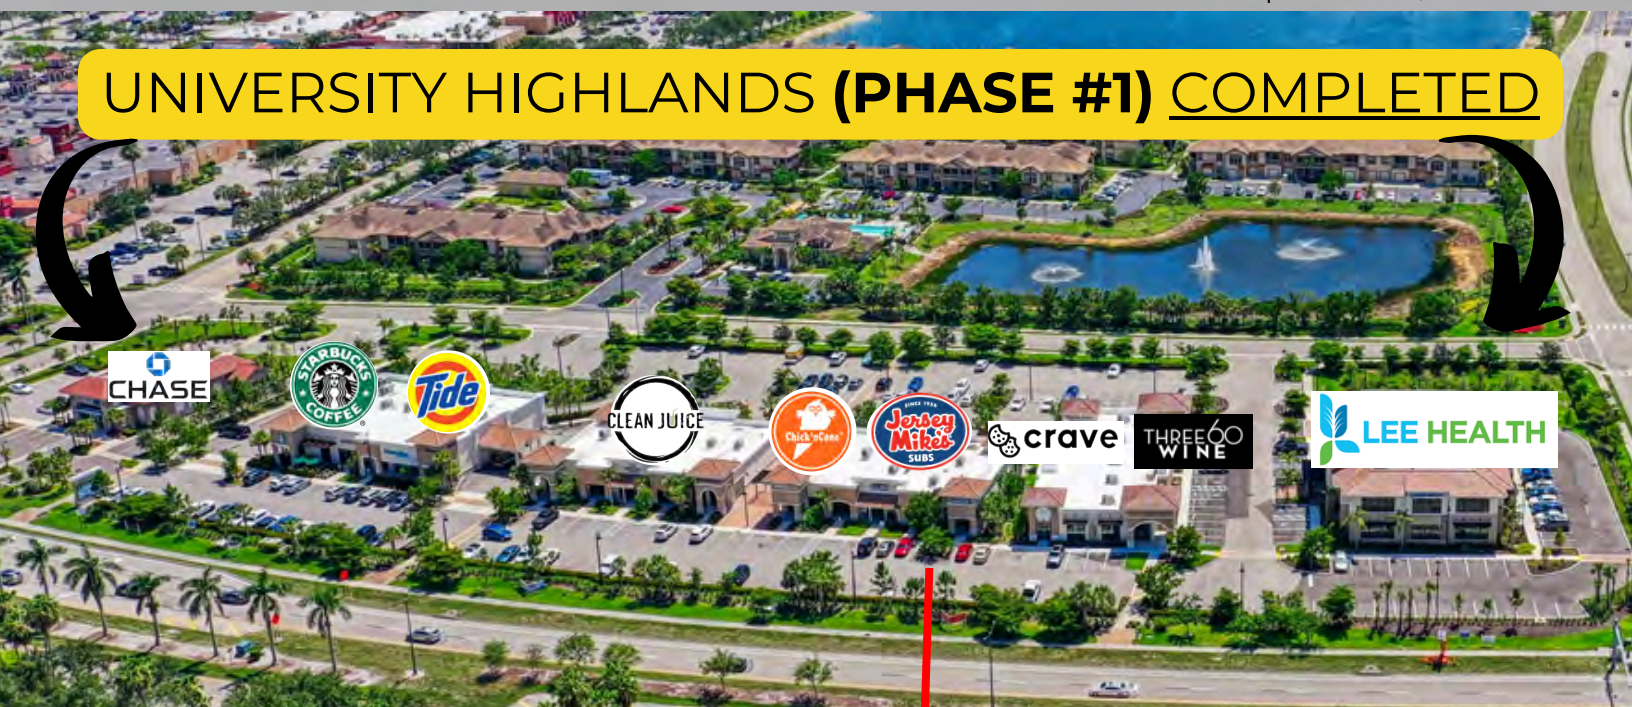 UNIVERSITY HIGHLANDS (PHASE #1) COMPLETED
CHASE
STARBUCKS
COFFEE
Tide
CLEAN JUICE
Chick'nCone
SINCE 1956
Jersey
Mike's
SUBS
crave
THREE60
WINE
LEE HEALTH